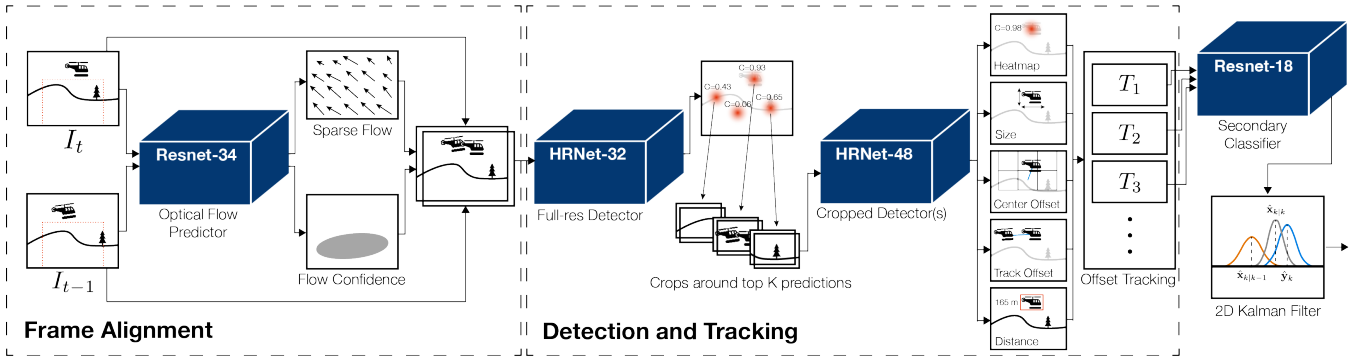 I_t
I_{t−1}
Resnet-34
Optical Flow
Predictor
Sparse Flow
Flow Confidence
Frame Alignment
HRNet-32
Full-res Detector
C=0.93
C=0.43
C=0.65
C=0.06
Crops around top K predictions
HRNet-48
Cropped Detector(s)
C=0.98
Heatmap
Size
Center Offset
Track Offset
165 m
Distance
T_1
T_2
T_3
Offset Tracking
Detection and Tracking
Resnet-18
Secondary
Classifier
x̂_{k|k}
x̂_{k|k−1}
ŷ_k
2D Kalman Filter